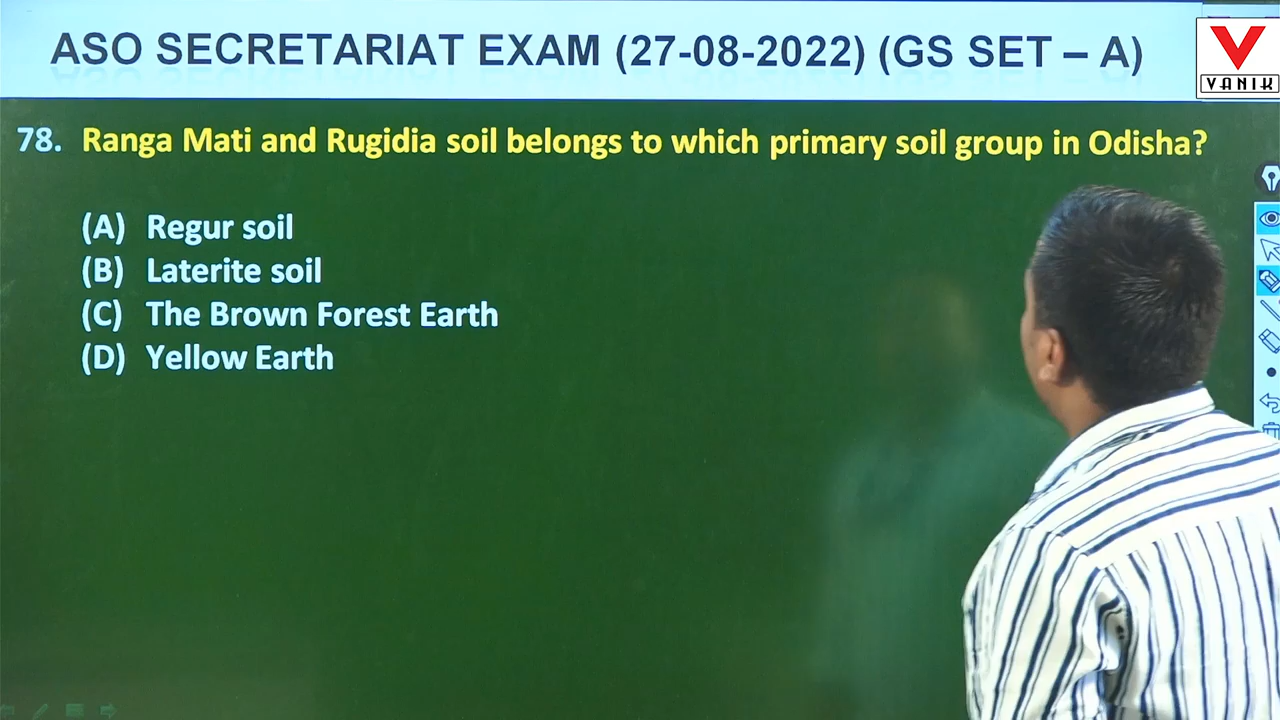 ASO SECRETARIAT EXAM (27-08-2022) (GS SET – A)
VANIK
78. Ranga Mati and Rugidia soil belongs to which primary soil group in Odisha?
(A) Regur soil
(B) Laterite soil
(C) The Brown Forest Earth
(D) Yellow Earth